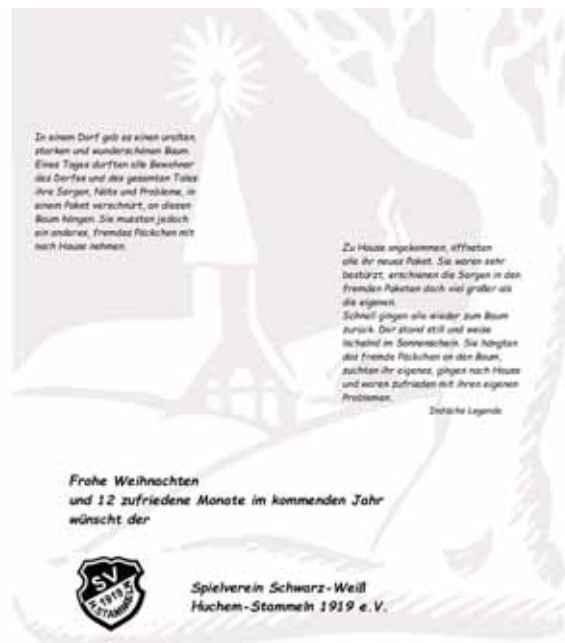 In einem Dorf gab es einen uralten,
starken und wunderschönen Baum.
Eines Tages durften alle Bewohner
des Dorfes und des gesamten Tales
ihre Sorgen, Nöte und Probleme, in
einem Paket verschnürt, an diesen
Baum hängen. Sie mussten jedoch
ein anderes, fremdes Päckchen mit
nach Hause nehmen.
Zu Hause angekommen, öffneten
alle ihr neues Paket. Sie waren sehr
bestürzt, erschienen die Sorgen in den
fremden Paketen doch viel größer als
die eigenen.
Schnell gingen alle wieder zum Baum
zurück. Der stand still und weise
lächelnd im Sonnenschein. Sie hängten
das fremde Päckchen an den Baum,
suchten ihr eigenes, gingen nach Hause
und waren zufrieden mit ihren eigenen
Problemen.
Indische Legende
Frohe Weihnachten
und 12 zufriedene Monate im kommenden Jahr
wünscht der
SV
1919
H.STAMMELN
Spielverein Schwarz-Weiß
Huchem-Stammeln 1919 e.V.